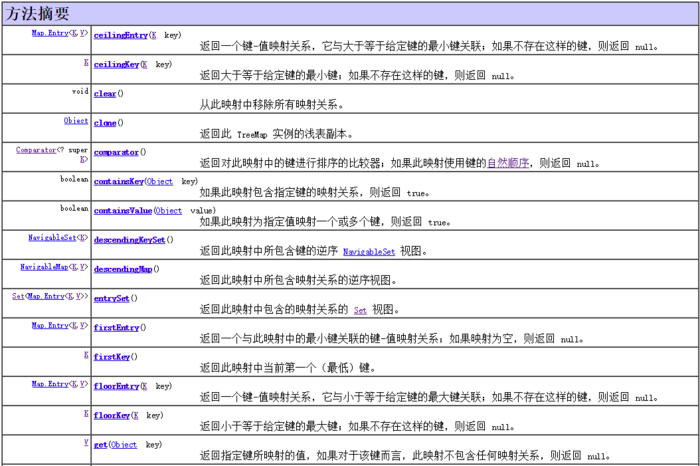 方法摘要
Map.Entry<K,V> ceilingEntry(K key)
返回一个键-值映射关系，它与大于等于给定键的最小键关联；如果不存在这样的键，则返回 null。
K ceilingKey(K key)
返回大于等于给定键的最小键；如果不存在这样的键，则返回 null。
void clear()
从此映射中移除所有映射关系。
Object clone()
返回此 TreeMap 实例的浅表副本。
Comparator<? super K> comparator()
返回对此映射中的键进行排序的比较器；如果此映射使用键的自然顺序，则返回 null。
boolean containsKey(Object key)
如果此映射包含指定键的映射关系，则返回 true。
boolean containsValue(Object value)
如果此映射为指定值映射一个或多个键，则返回 true。
NavigableSet<K> descendingKeySet()
返回此映射中所包含键的逆序 NavigableSet 视图。
NavigableMap<K,V> descendingMap()
返回此映射中所包含映射关系的逆序视图。
Set<Map.Entry<K,V>> entrySet()
返回此映射中包含的映射关系的 Set 视图。
Map.Entry<K,V> firstEntry()
返回一个与此映射中的最小键关联的键-值映射关系；如果映射为空，则返回 null。
K firstKey()
返回此映射中当前第一个（最低）键。
Map.Entry<K,V> floorEntry(K key)
返回一个键-值映射关系，它与小于等于给定键的最大键关联；如果不存在这样的键，则返回 null。
K floorKey(K key)
返回小于等于给定键的最大键；如果不存在这样的键，则返回 null。
V get(Object key)
返回指定键所映射的值，如果对于该键而言，此映射不包含任何映射关系，则返回 null。